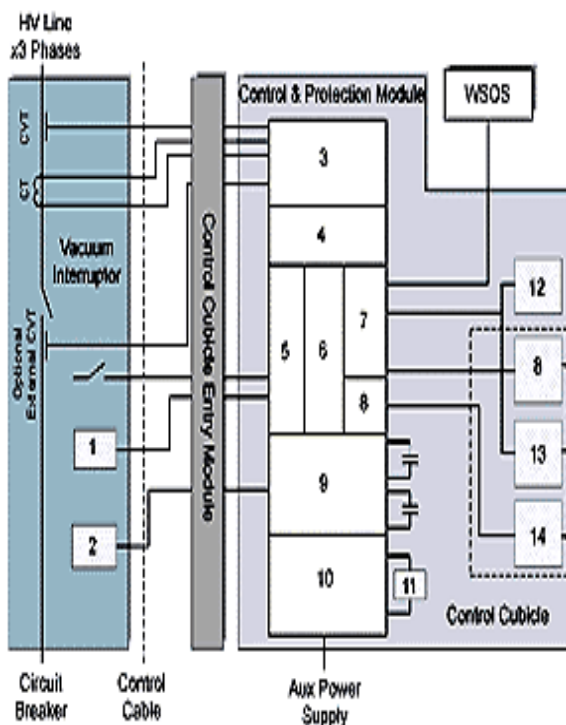 HV Line
x3 Phases
Control & Protection Module
WSOS
CVT
CT
3
4
Vacuum
Interruptor
Optional
External CVT
Control Cubicle Entry Module
5
6
7
8
12
8
13
14
1
2
9
10
11
Control Cubicle
Circuit
Breaker
Control
Cable
Aux Power
Supply